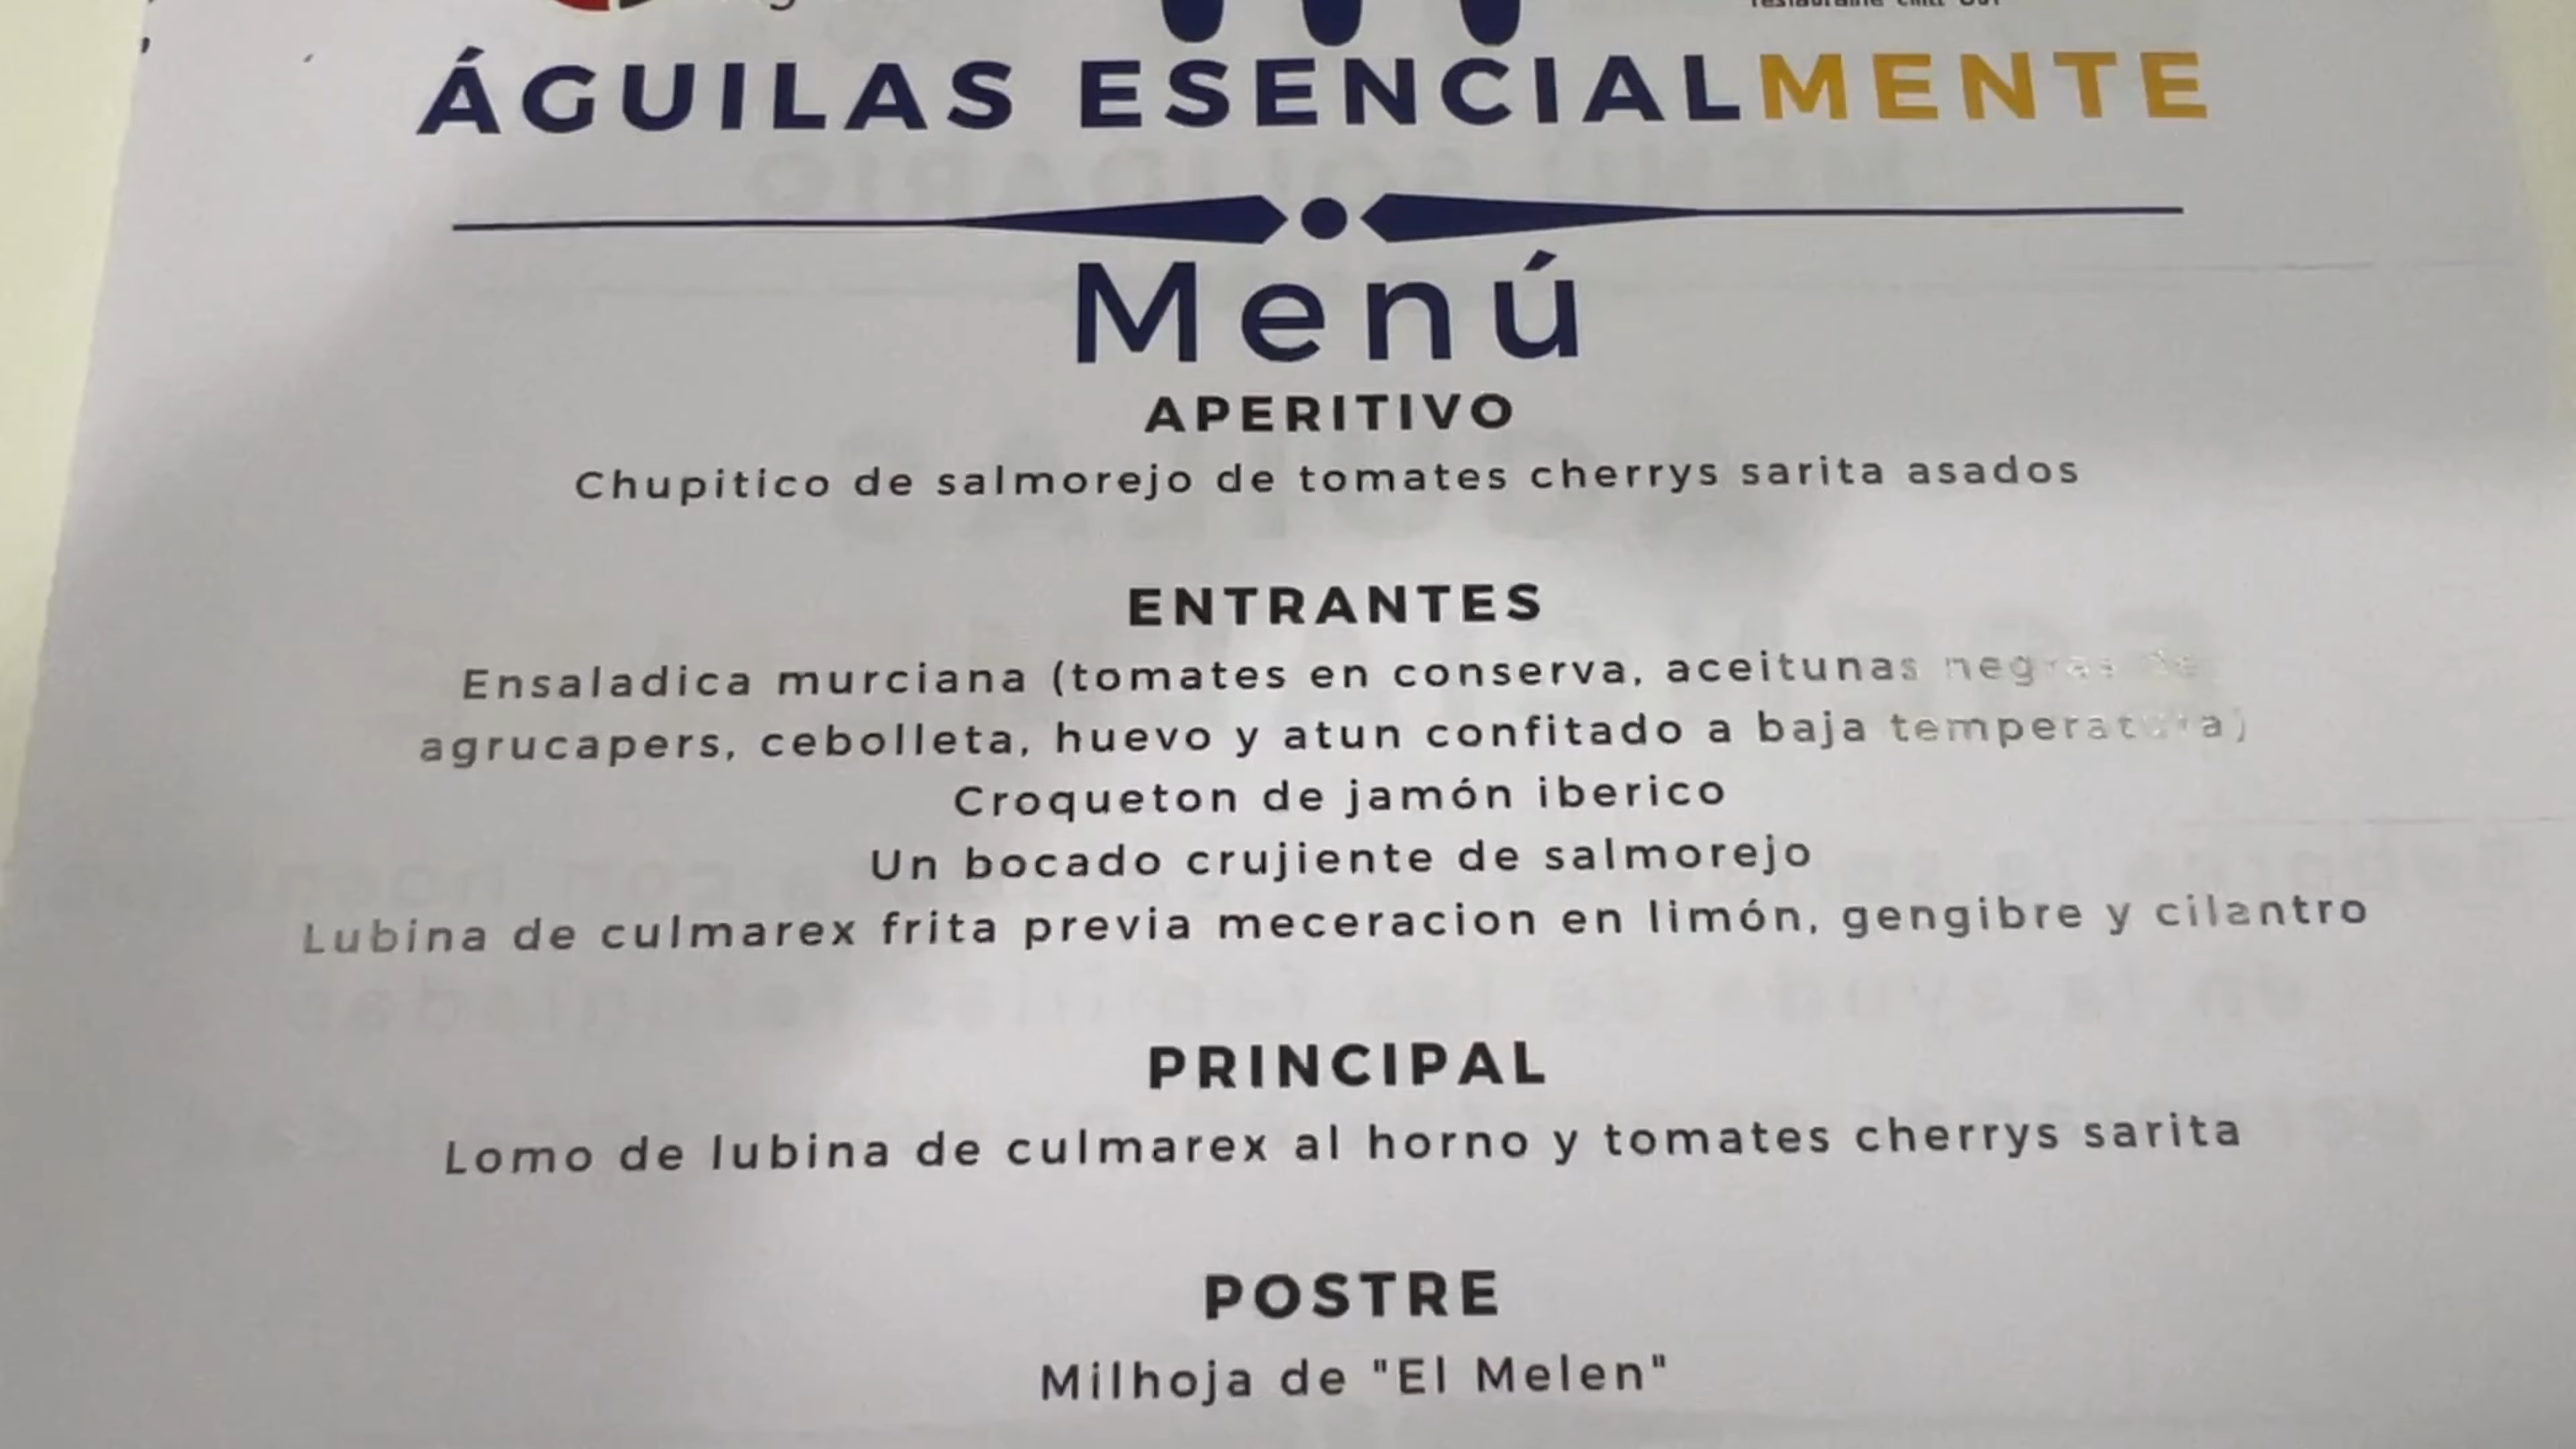 ÁGUILAS ESENCIALMENTE
Menú
APERITIVO
Chupitico de salmorejo de tomates cherrys sarita asados
ENTRANTES
Ensaladica murciana (tomates en conserva, aceitunas negras de
agrucapers, cebolleta, huevo y atun confitado a baja temperatura)
Croqueton de jamón iberico
Un bocado crujiente de salmorejo
Lubina de culmarex frita previa meceracion en limón, gengibre y cilantro
PRINCIPAL
Lomo de lubina de culmarex al horno y tomates cherrys sarita
POSTRE
Milhoja de "El Melen"